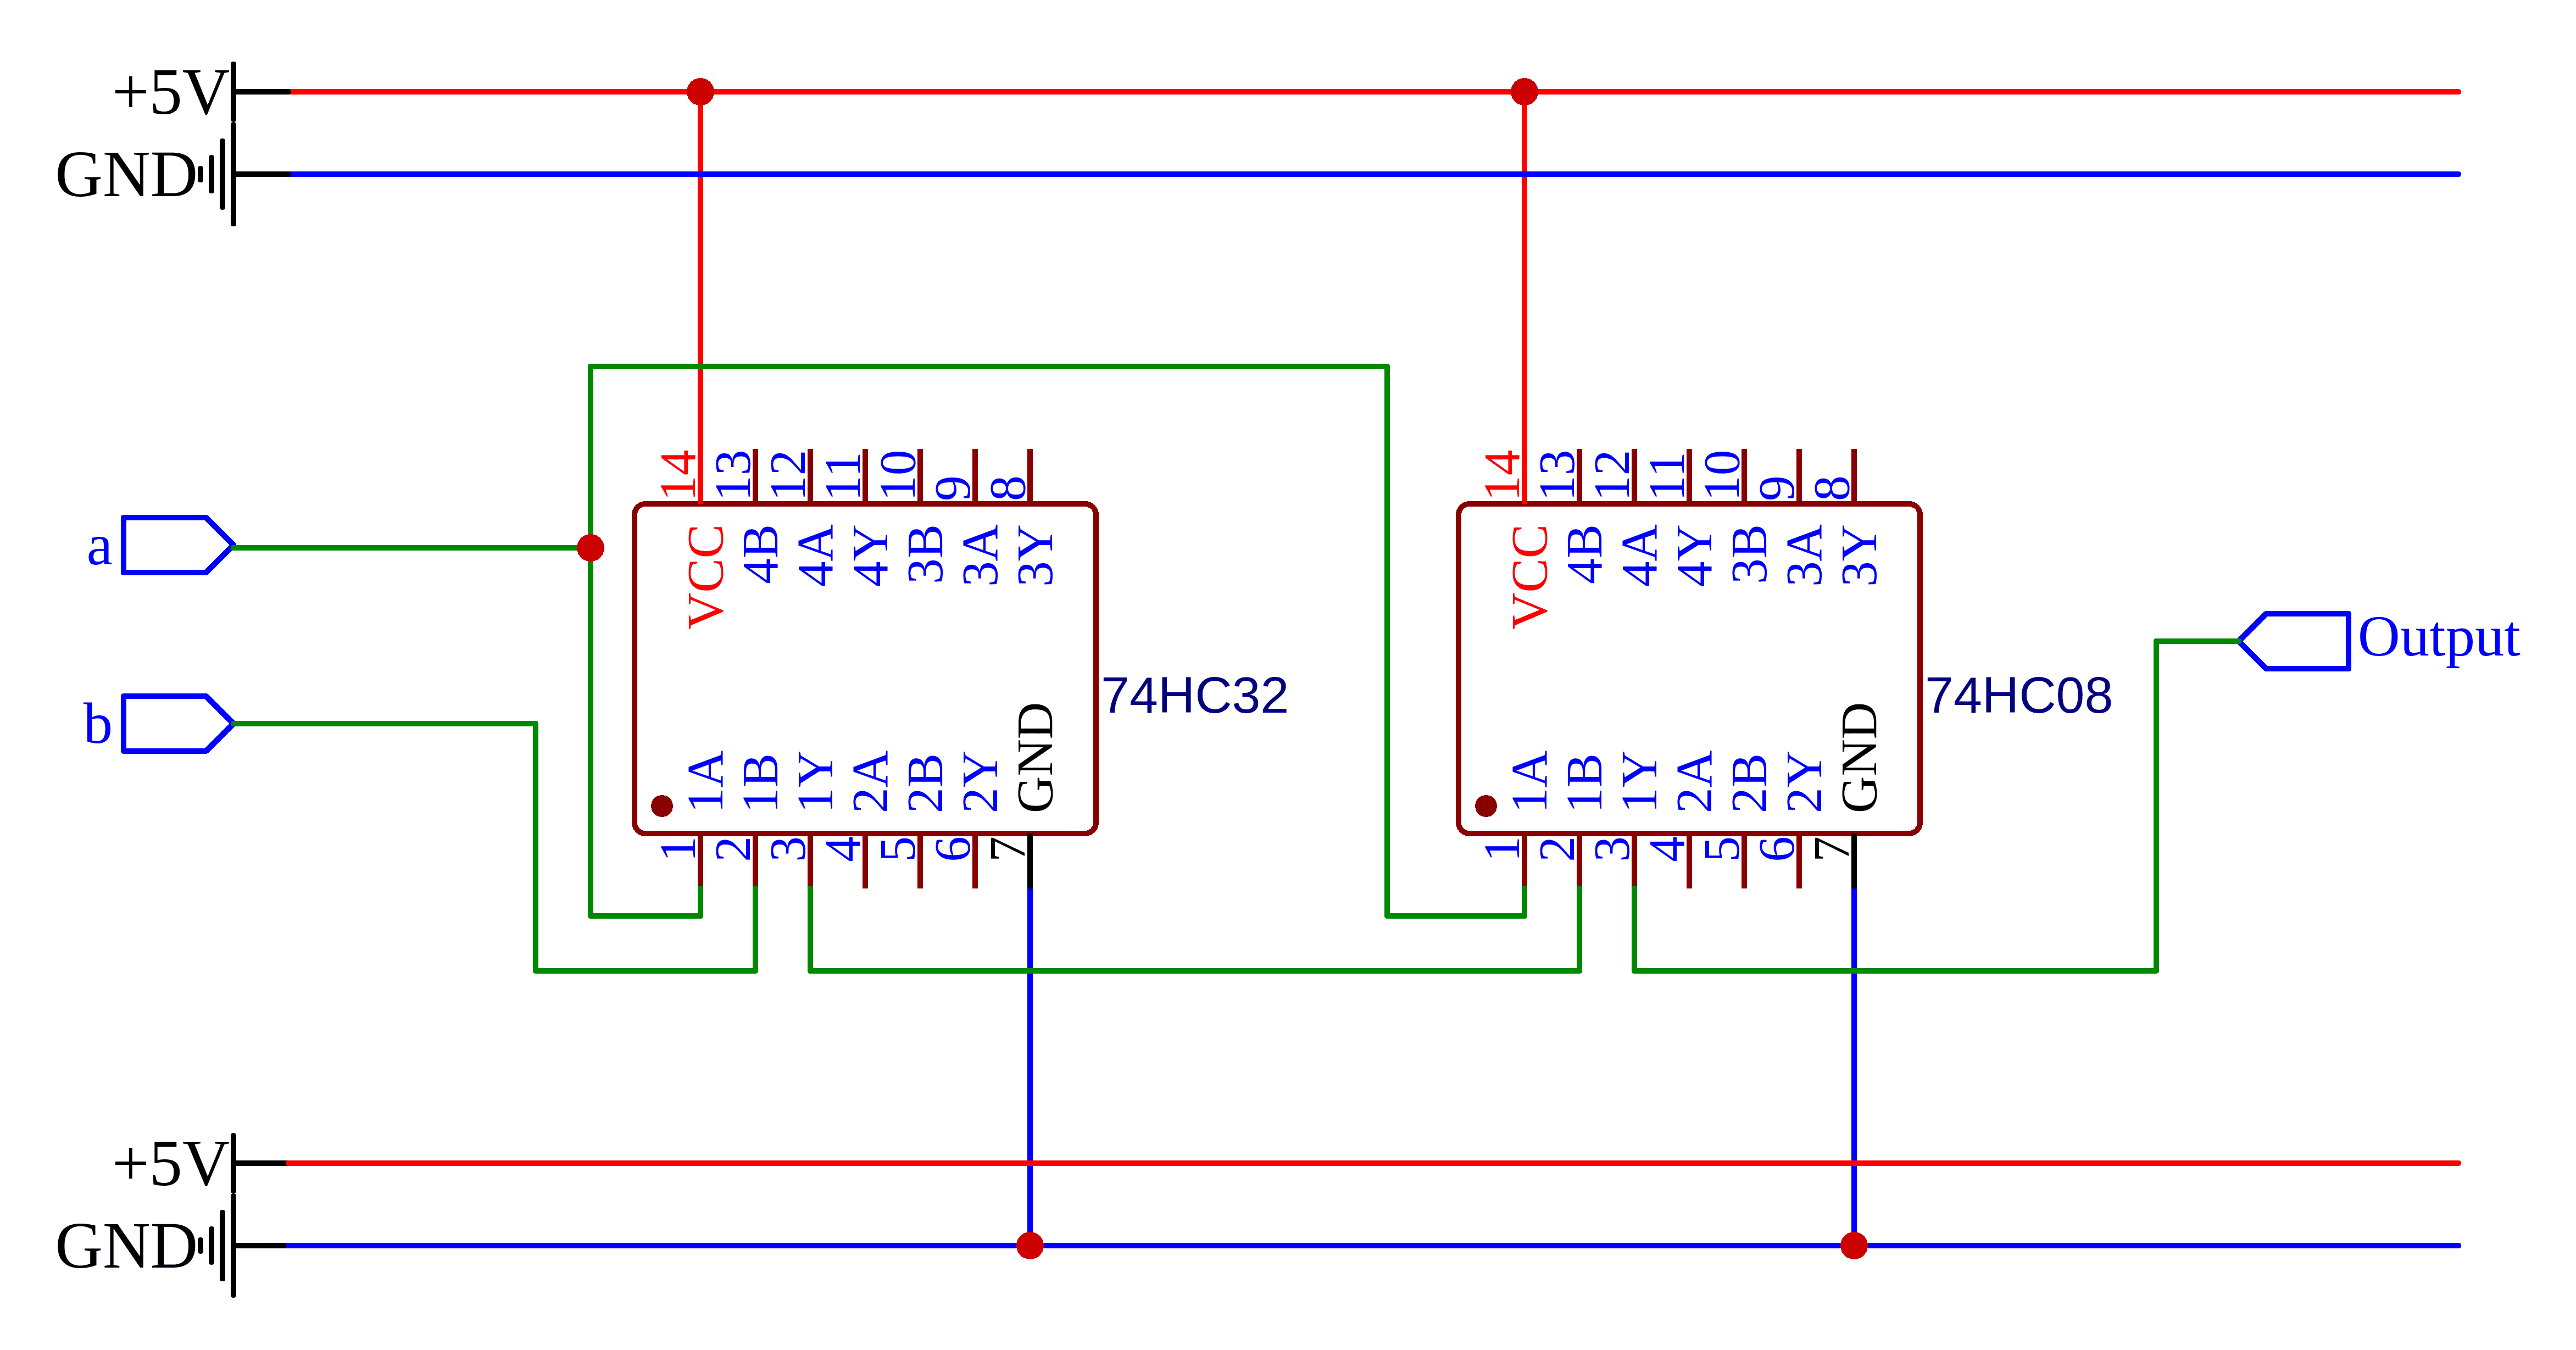 +5V
GND
14 13 12 11 10 9 8
VCC 4B 4A 4Y 3B 3A 3Y
14 13 12 11 10 9 8
VCC 4B 4A 4Y 3B 3A 3Y
a
b
Output
74HC32
74HC08
1A 1B 1Y 2A 2B 2Y GND
1 2 3 4 5 6 7
1A 1B 1Y 2A 2B 2Y GND
1 2 3 4 5 6 7
+5V
GND